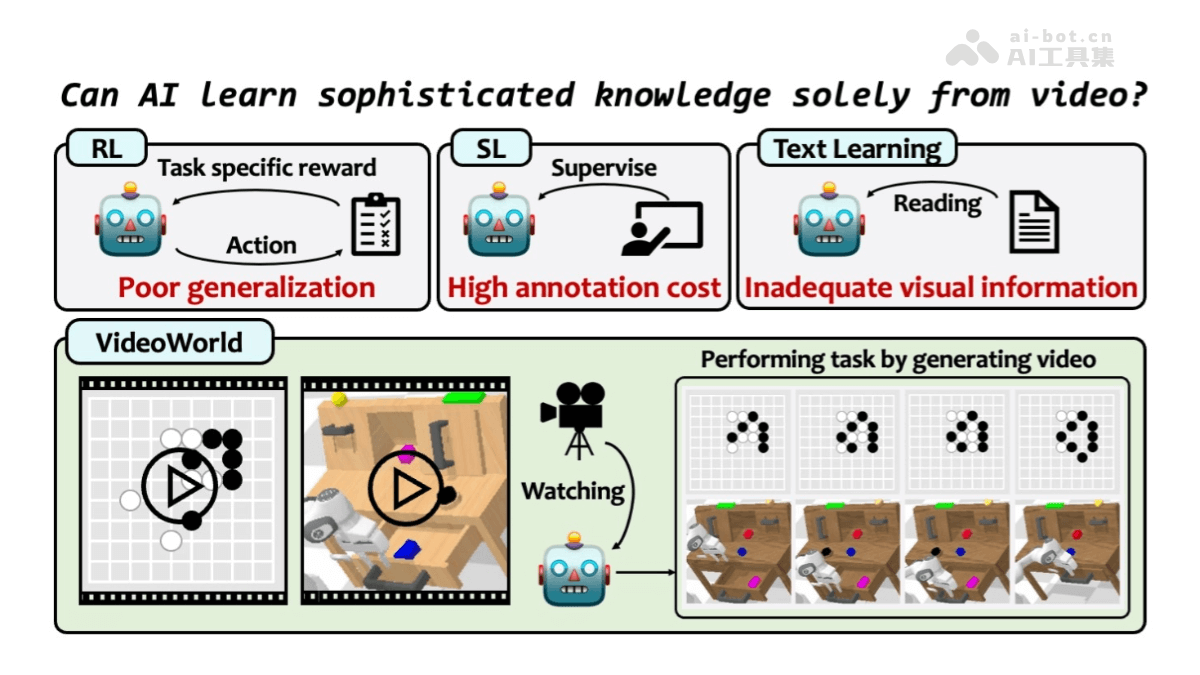 ai-bot.cn
AI工具集
Can AI learn sophisticated knowledge solely from video?
RL
Task specific reward
Action
Poor generalization
SL
Supervise
High annotation cost
Text Learning
Reading
Inadequate visual information
VideoWorld
Watching
Performing task by generating video